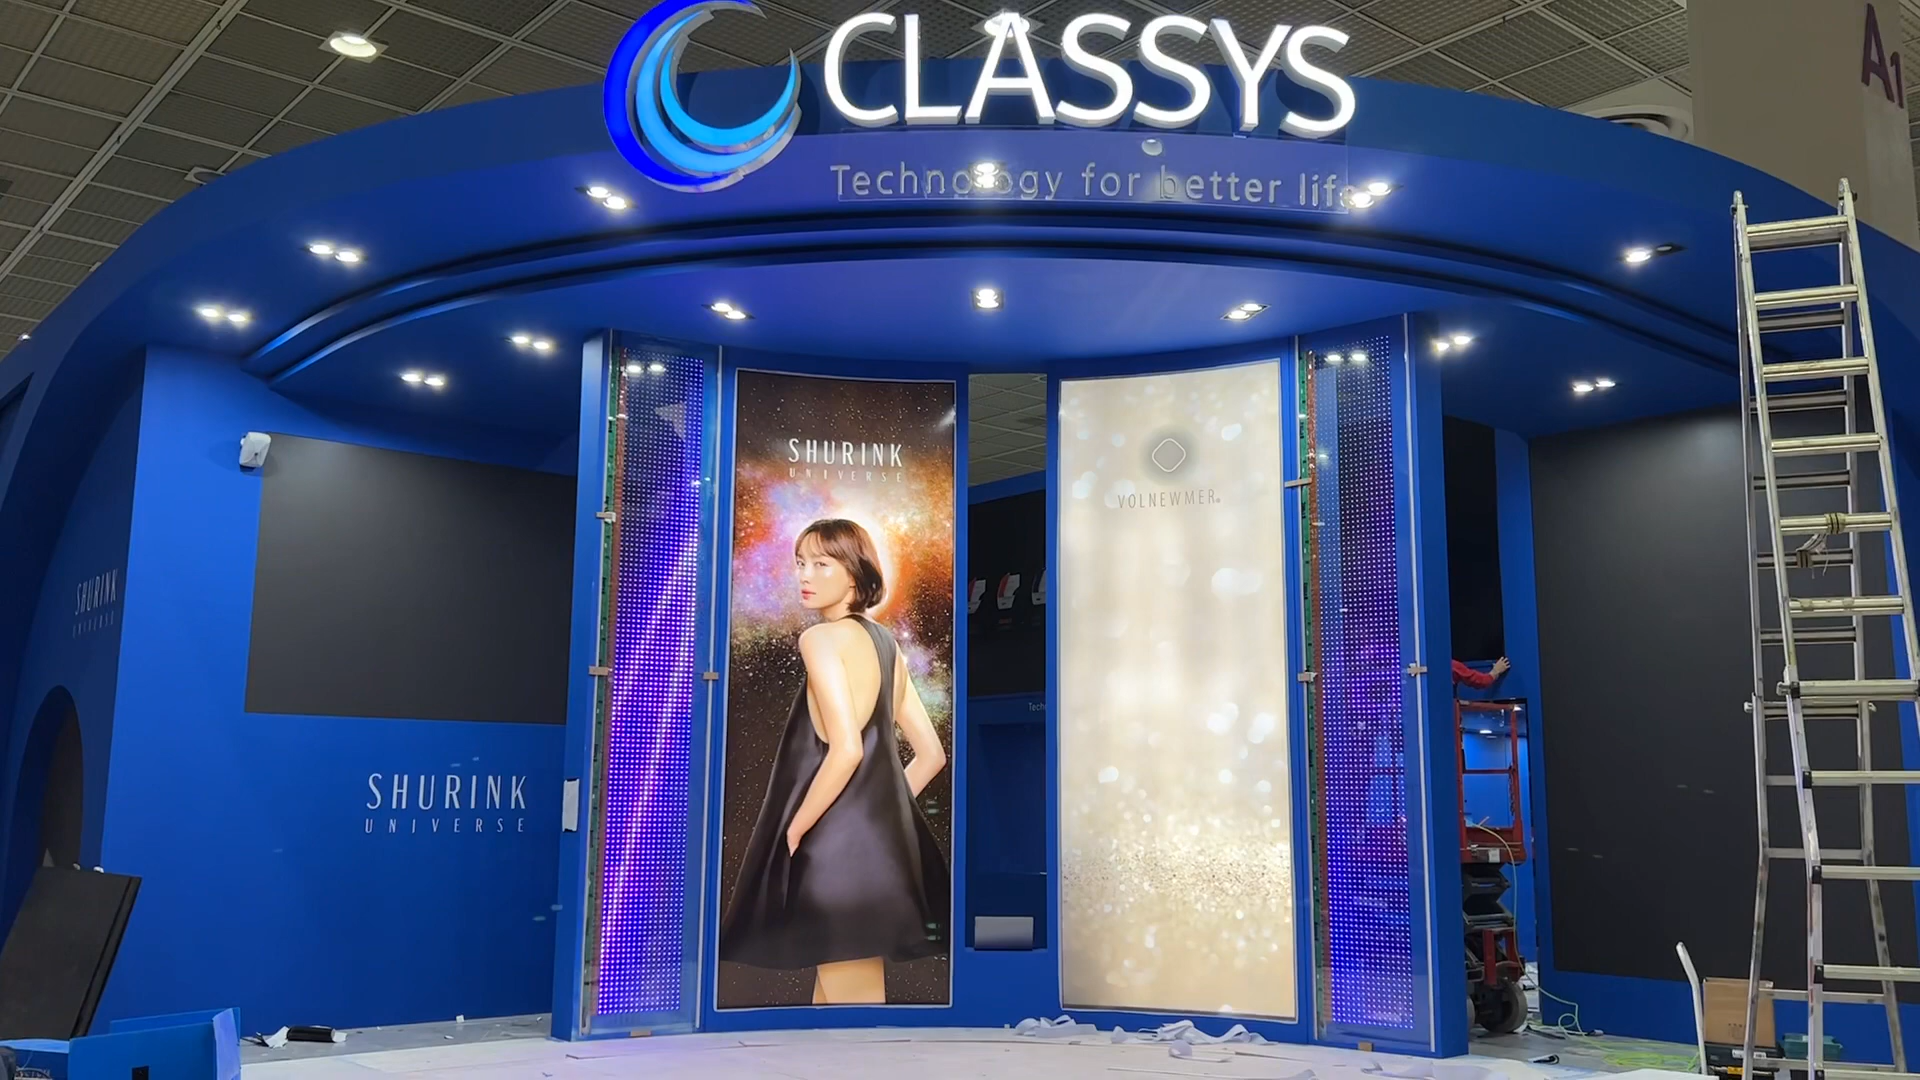 CLASSYS
A1
Technology for better life
SHURINK
UNIVERSE
VOLNEWMER®
SHURINK
UNIVERSE
SHURINK
UNIVERSE